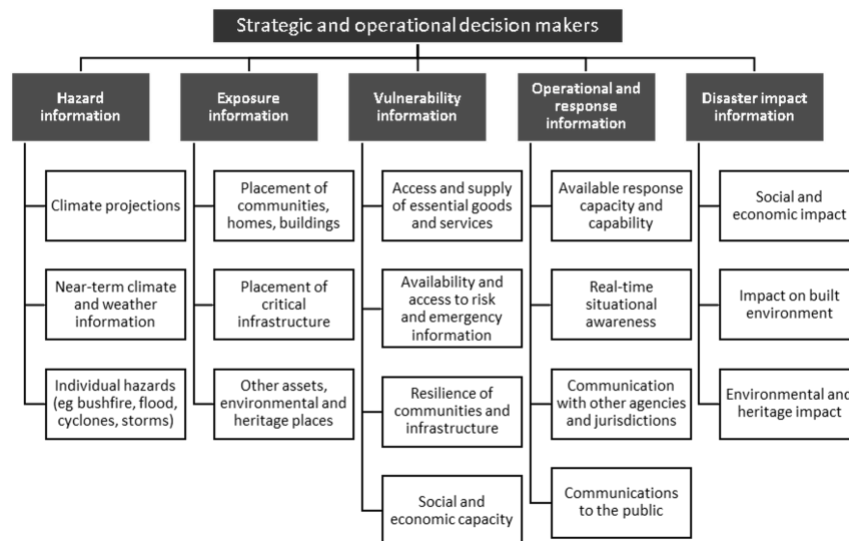 Strategic and operational decision makers
Hazard
information
Exposure
information
Vulnerability
information
Operational and
response
information
Disaster impact
information
Climate projections
Near-term climate
and weather
information
Individual hazards
(eg bushfire, flood,
cyclones, storms)
Placement of
communities,
homes, buildings
Placement of
critical
infrastructure
Other assets,
environmental and
heritage places
Access and supply
of essential goods
and services
Availability and
access to risk
and emergency
information
Resilience of
communities and
infrastructure
Social and
economic capacity
Available response
capacity and
capability
Real-time
situational
awareness
Communication
with other agencies
and jurisdictions
Communications
to the public
Social and
economic impact
Impact on built
environment
Environmental and
heritage impact